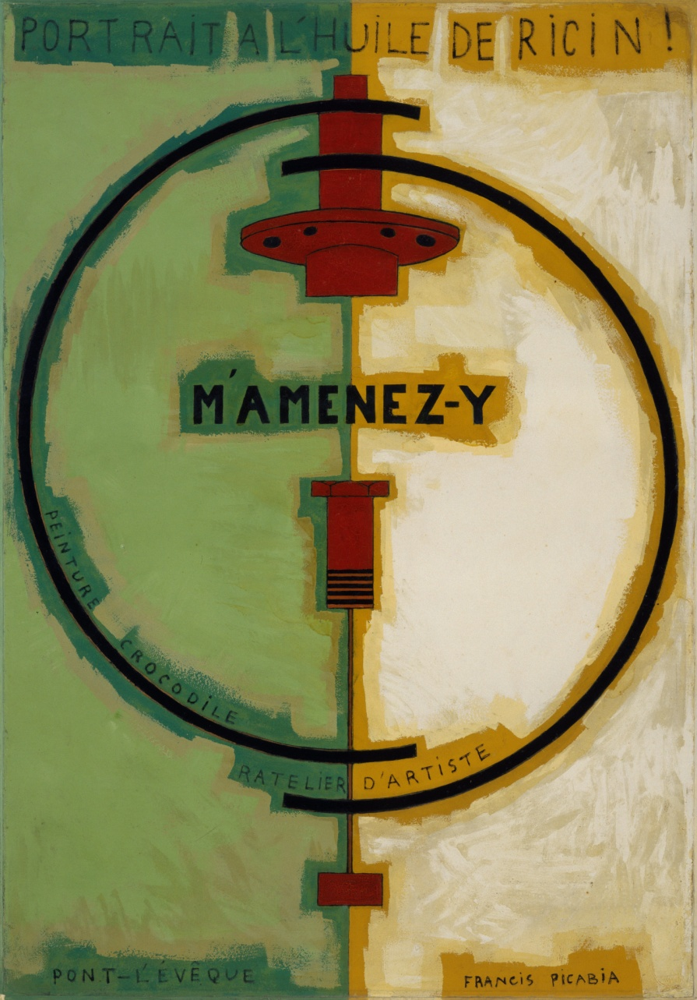 PORTRAIT A L'HUILE DE RICIN !
M'AMENEZ-Y
PEINTURE CROCODILE
RATELIER D'ARTISTE
PONT-L'ÉVÊQUE
FRANCIS PICABIA